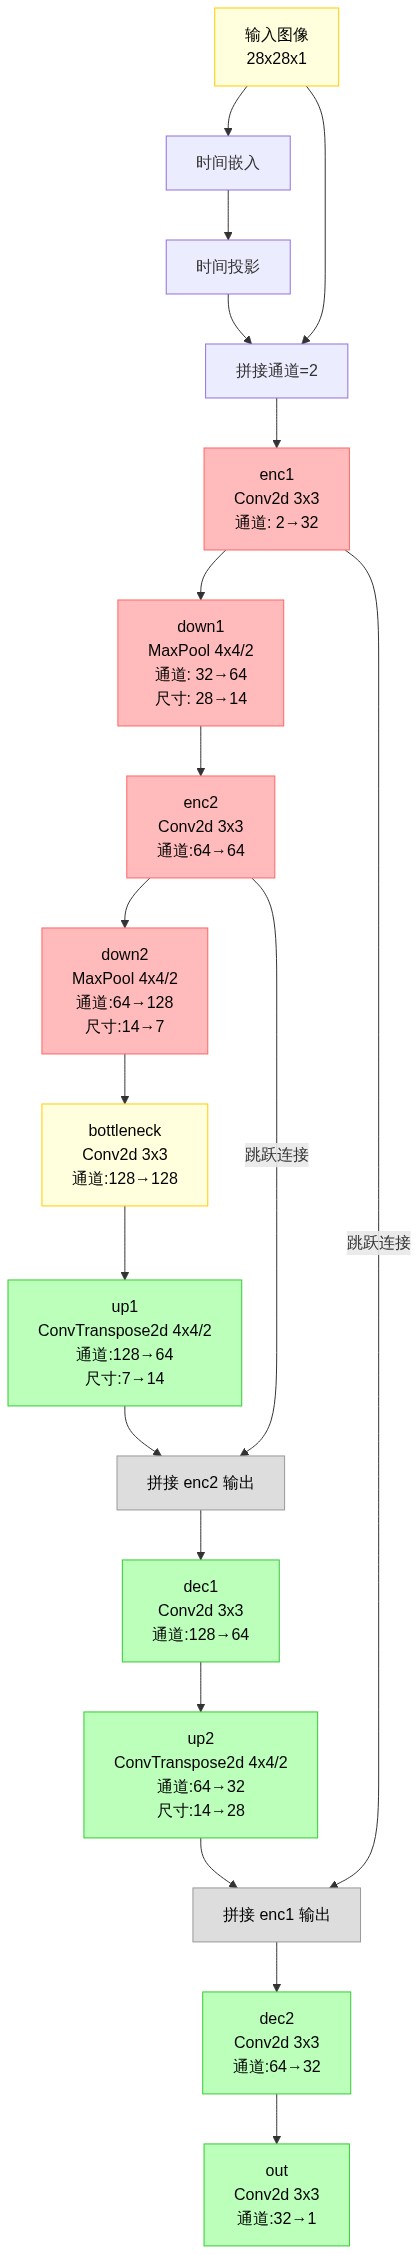 输入图像
28x28x1
时间嵌入
时间投影
拼接通道=2
enc1
Conv2d 3x3
通道: 2→32
down1
MaxPool 4x4/2
通道: 32→64
尺寸: 28→14
enc2
Conv2d 3x3
通道:64→64
down2
MaxPool 4x4/2
通道:64→128
尺寸:14→7
bottleneck
Conv2d 3x3
通道:128→128
跳跃连接
跳跃连接
up1
ConvTranspose2d 4x4/2
通道:128→64
尺寸:7→14
拼接 enc2 输出
dec1
Conv2d 3x3
通道:128→64
up2
ConvTranspose2d 4x4/2
通道:64→32
尺寸:14→28
拼接 enc1 输出
dec2
Conv2d 3x3
通道:64→32
out
Conv2d 3x3
通道:32→1